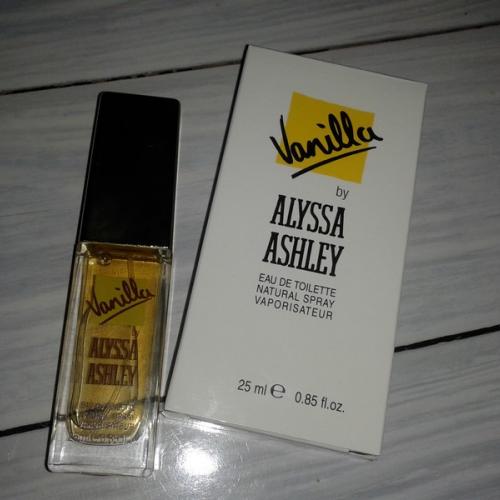 Vanilla
by
ALYSSA
ASHLEY
Vanilla
by
ALYSSA
ASHLEY
EAU DE TOILETTE
NATURAL SPRAY
VAPORISATEUR
25 ml e 0.85 fl.oz.